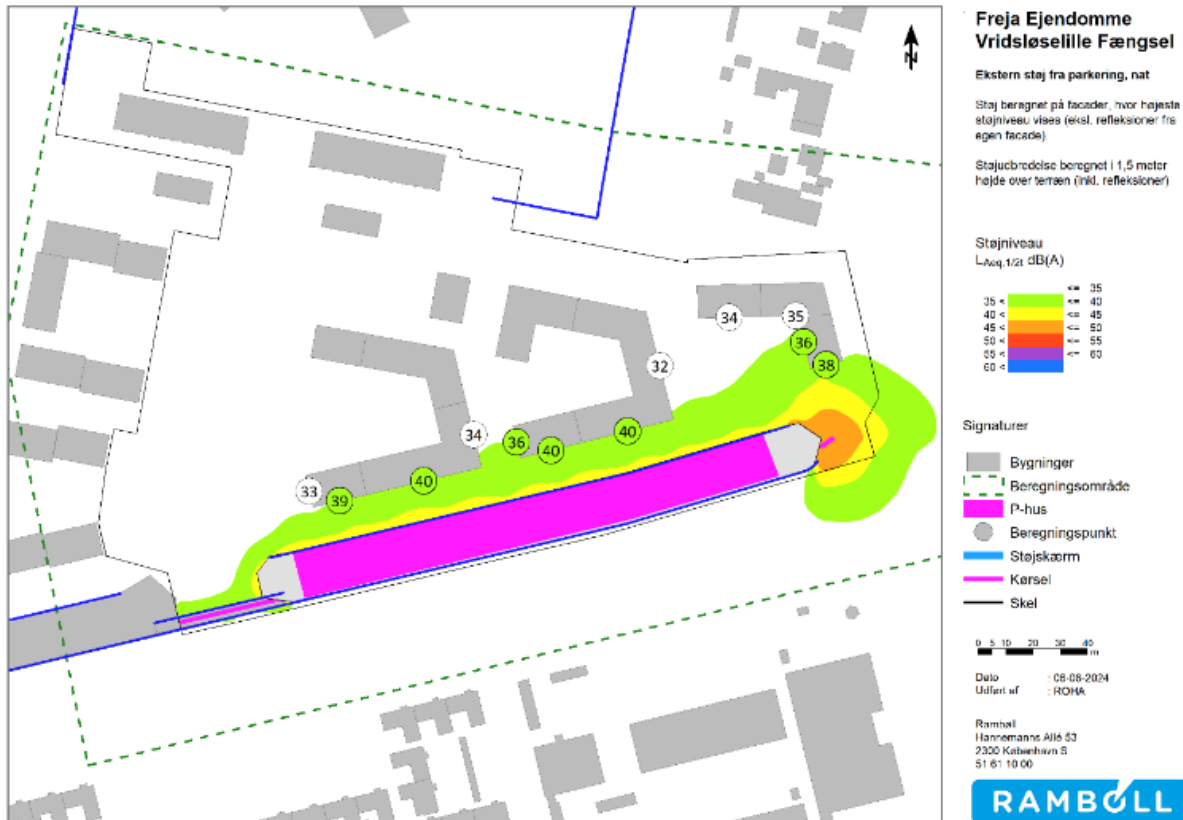 Freja Ejendomme
Vridsløselille Fængsel
Ekstern støj fra parkering, nat
Støj beregnet på facader, hvor højeste
støjniveau vises (eksl. refleksioner fra
egen facade).
Støjudbredelse beregnet i 1,5 meter
højde over terræn (inkl. refleksioner)
Støjniveau
LAeq,1/2t dB(A)
<= 35
35 < <= 40
40 < <= 45
45 < <= 50
50 < <= 55
55 < <= 60
60 <
Signaturer
Bygninger
Beregningsområde
P-hus
Beregningspunkt
Støjskærm
Kørsel
Skel
0 5 10 20 30 40
m
Dato : 08-08-2024
Udført af : ROHA
Rambøll
Hannemanns Allé 53
2300 København S
51 61 10 00
RAMBOLL
N
34
35
36
38
32
34
36
40
40
33
39
40